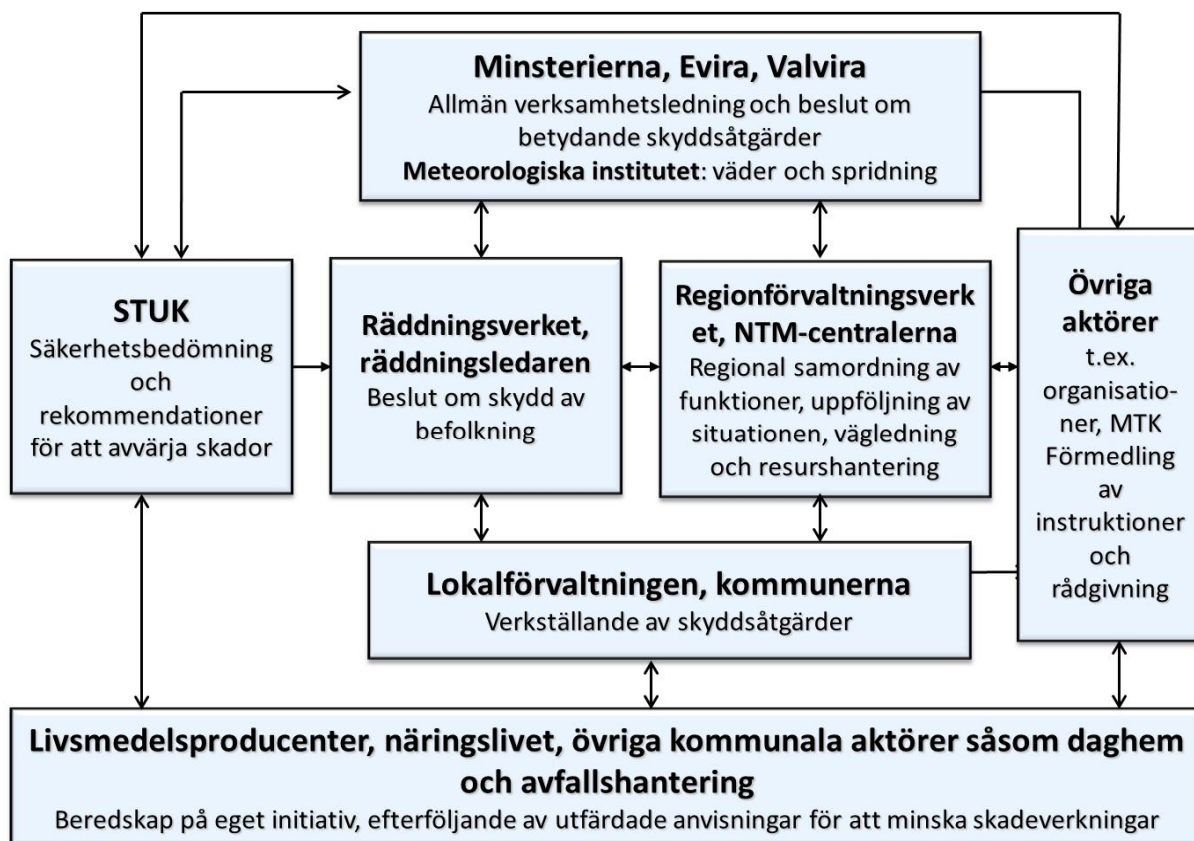 Minsterierna, Evira, Valvira
Allmän verksamhetsledning och beslut om
betydande skyddsåtgärder
Meteorologiska institutet: väder och spridning
STUK
Säkerhetsbedömning
och
rekommendationer
för att avvärja skador
Räddningsverket,
räddningsledaren
Beslut om skydd av
befolkning
Regionförvaltningsverk
et, NTM-centralerna
Regional samordning av
funktioner, uppföljning av
situationen, vägledning
och resurshantering
Övriga
aktörer
t.ex.
organisatio-
ner, MTK
Förmedling
av
instruktioner
och
rådgivning
Lokalförvaltningen, kommunerna
Verkställande av skyddsåtgärder
Livsmedelsproducenter, näringslivet, övriga kommunala aktörer såsom daghem
och avfallshantering
Beredskap på eget initiativ, efterföljande av utfärdade anvisningar för att minska skadeverkningar